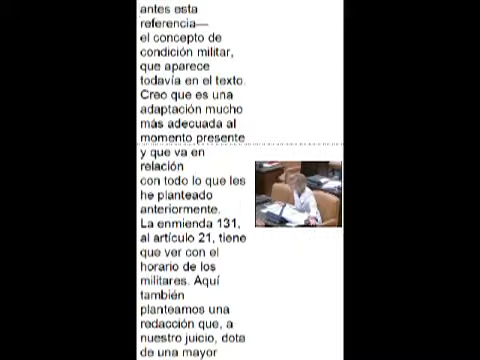 antes esta
referencia—
el concepto de
condición militar,
que aparece
todavía en el texto.
Creo que es una
adaptación mucho
más adecuada al
momento presente
y que va en
relación
con todo lo que les
he planteado
anteriormente.
La enmienda 131,
al artículo 21, tiene
que ver con el
horario de los
militares. Aquí
también
planteamos una
redacción que, a
nuestro juicio, dota
de una mayor